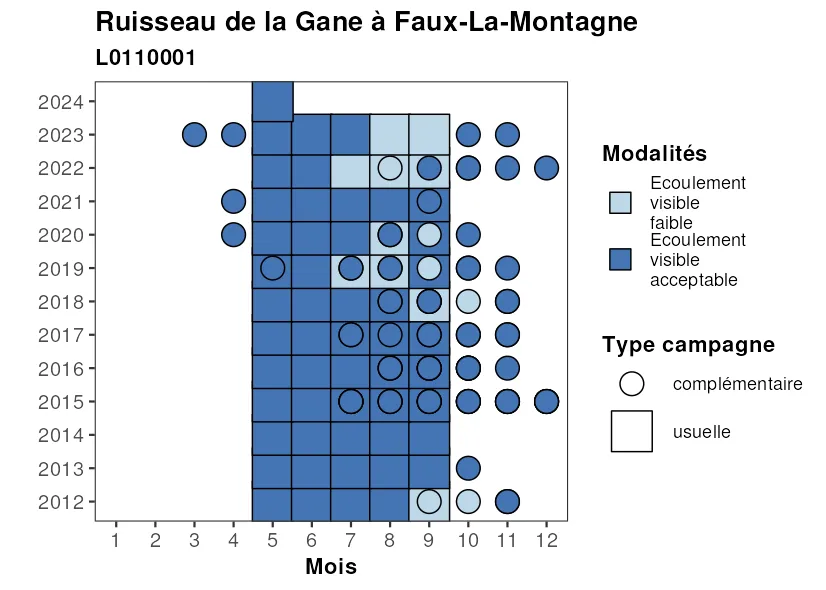 Ruisseau de la Gane à Faux-La-Montagne
L0110001
2024
2023
2022
2021
2020
2019
2018
2017
2016
2015
2014
2013
2012
1 2 3 4 5 6 7 8 9 10 11 12
Mois
Modalités
Ecoulement
visible
faible
Ecoulement
visible
acceptable
Type campagne
complémentaire
usuelle